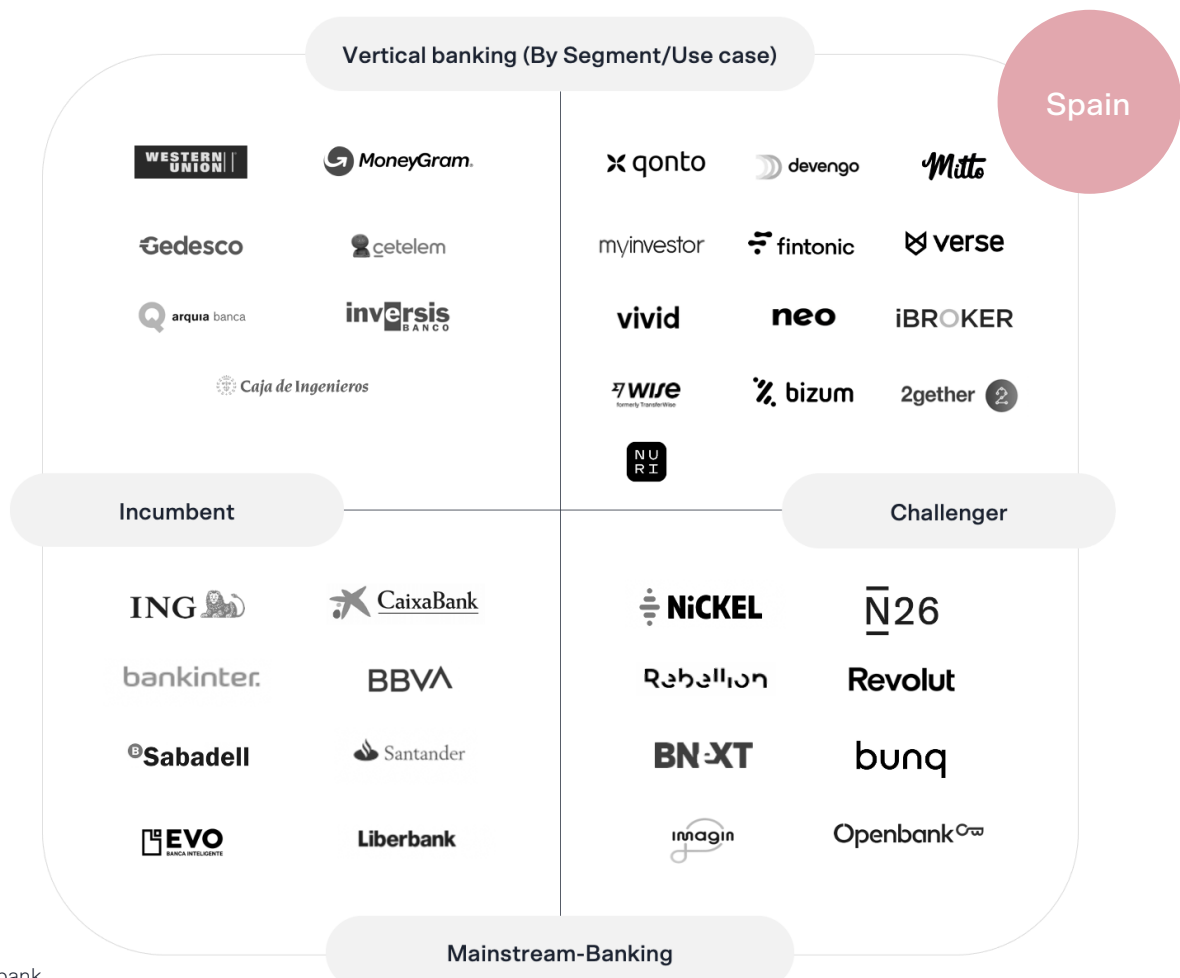 Vertical banking (By Segment/Use case)
Spain
WESTERN UNION
MoneyGram.
qonto
devengo
Mitto
Gedesco
cetelem
myinvestor
fintonic
verse
arquia banca
inversis
BANCO
vivid
neo
iBROKER
Caja de Ingenieros
wise
formerly TransferWise
bizum
2gether
2
NU
RI
Incumbent
Challenger
ING
CaixaBank
NiCKEL
N26
bankinter.
BBVA
Rebellion
Revolut
B Sabadell
Santander
BNEXT
bunq
EVO
BANCA INTELIGENTE
Liberbank
imagin
Openbank
Mainstream-Banking
bank